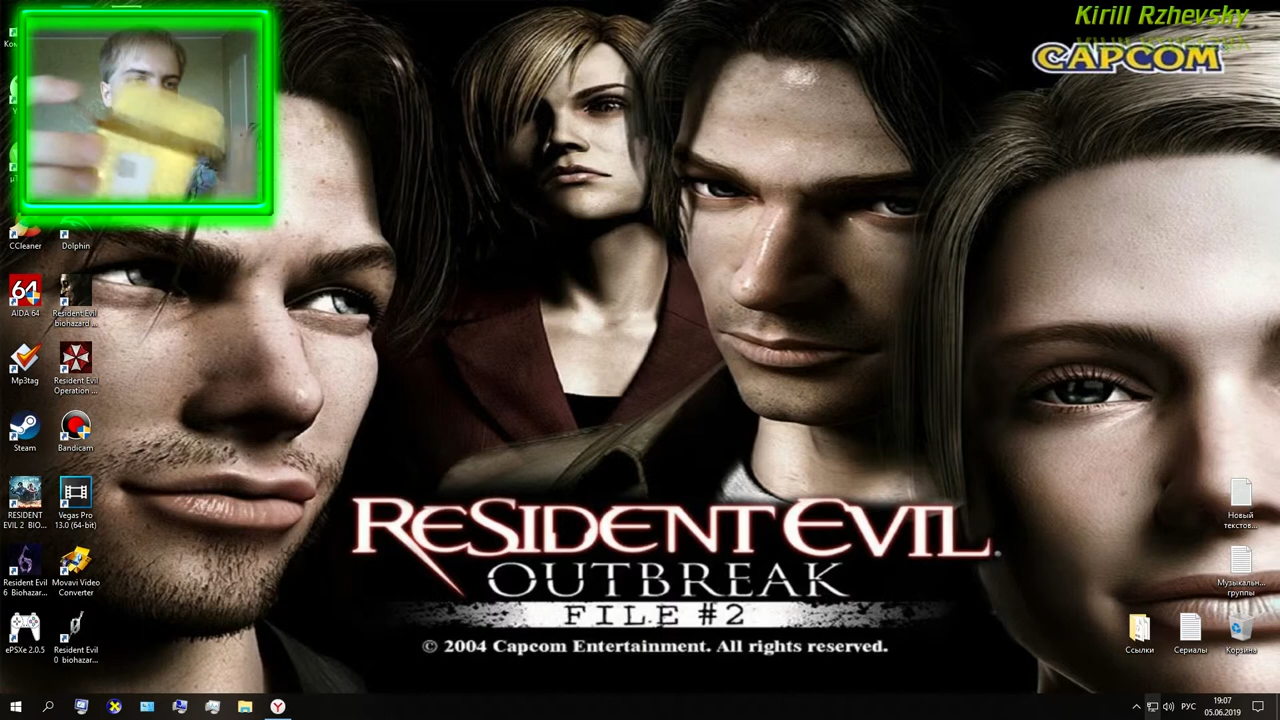 Kirill Rzhevsky
CAPCOM
CCleaner
Dolphin
AIDA 64
Resident Evil
biohazard ...
Mp3tag
Resident Evil
Operation ...
Steam
Bandicam
RESIDENT
EVIL 2 BIO...
Vegas Pro
13.0 (64-bit)
Resident Evil
6 Biohazar...
Movavi Video
Converter
ePSXe 2.0.5
Resident Evil
0 biohazar...
RESIDENT EVIL.
OUTBREAK
FILE #2
© 2004 Capcom Entertainment. All rights reserved.
Новый
текстов...
Музыкальн...
группы
Ссылки
Сериалы
Корзина
РУС
19:07
05.06.2019